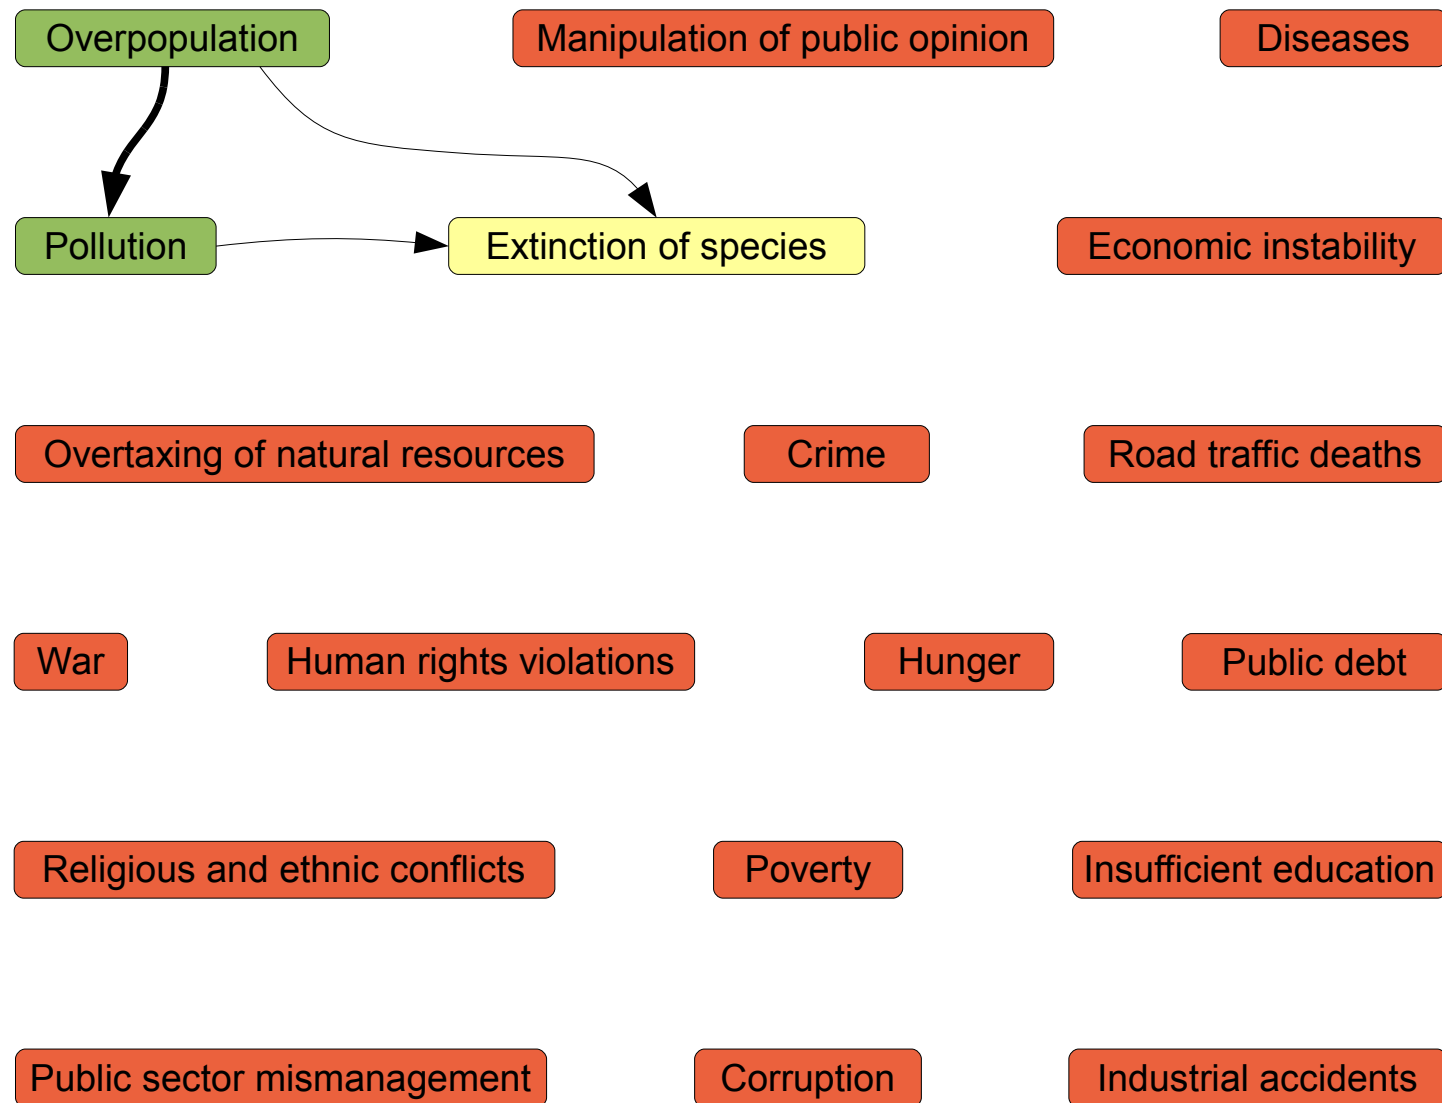 Overpopulation
Manipulation of public opinion
Diseases
Pollution
Extinction of species
Economic instability
Overtaxing of natural resources
Crime
Road traffic deaths
War
Human rights violations
Hunger
Public debt
Religious and ethnic conflicts
Poverty
Insufficient education
Public sector mismanagement
Corruption
Industrial accidents